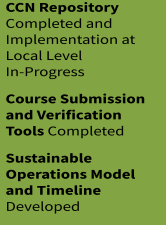 CCN Repository
Completed and
Implementation at
Local Level
In-Progress
Course Submission
and Verification
Tools Completed
Sustainable
Operations Model
and Timeline
Developed